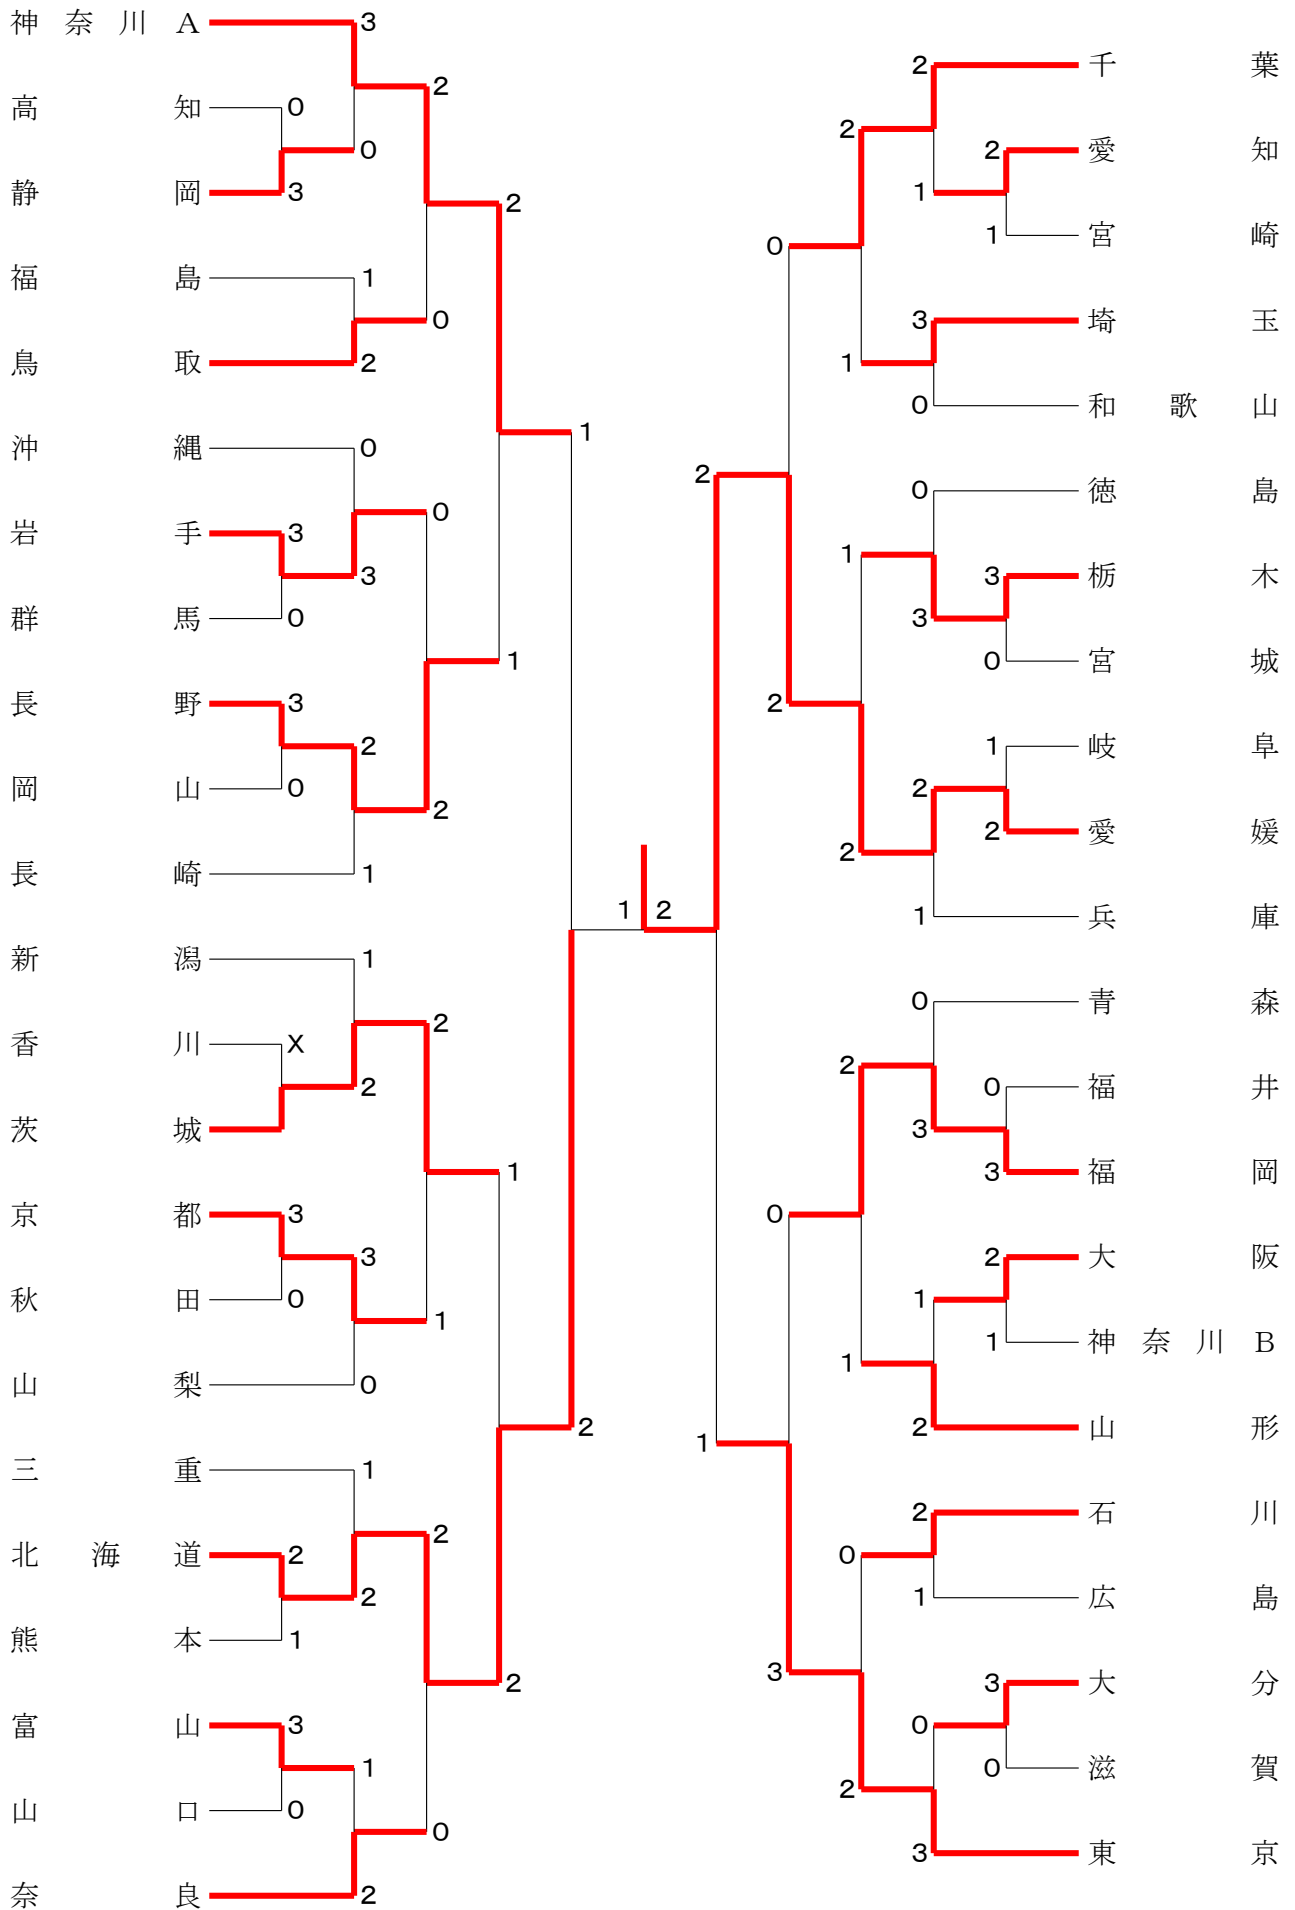 神奈川A 3
2 千葉
2
高知 0
2
2 愛知
0
1
静岡 3
2
1 宮崎
0
福島 1
0
3 埼玉
鳥取 2
1
0 和歌山
沖縄 0
1
2
0 徳島
0
岩手 3
1
3
3 栃木
群馬 0
3
1
0 宮城
長野 3
2
2
1 岐阜
岡山 0
2
2
2 愛媛
2
長崎 1
1 2
1 兵庫
新潟 1
0 青森
2
香川 X
2
2
0 福井
茨城
3
1
3 福岡
京都 3
0
3
2 大阪
秋田 0
1
1
1 神奈川B
1
山梨 0
2
2 山形
1
三重 1
2 石川
2
北海道 2
0
2
1 広島
熊本 1
3
2
3 大分
富山 3
0
1
0 滋賀
2
山口 0
0
3 東京
奈良 2